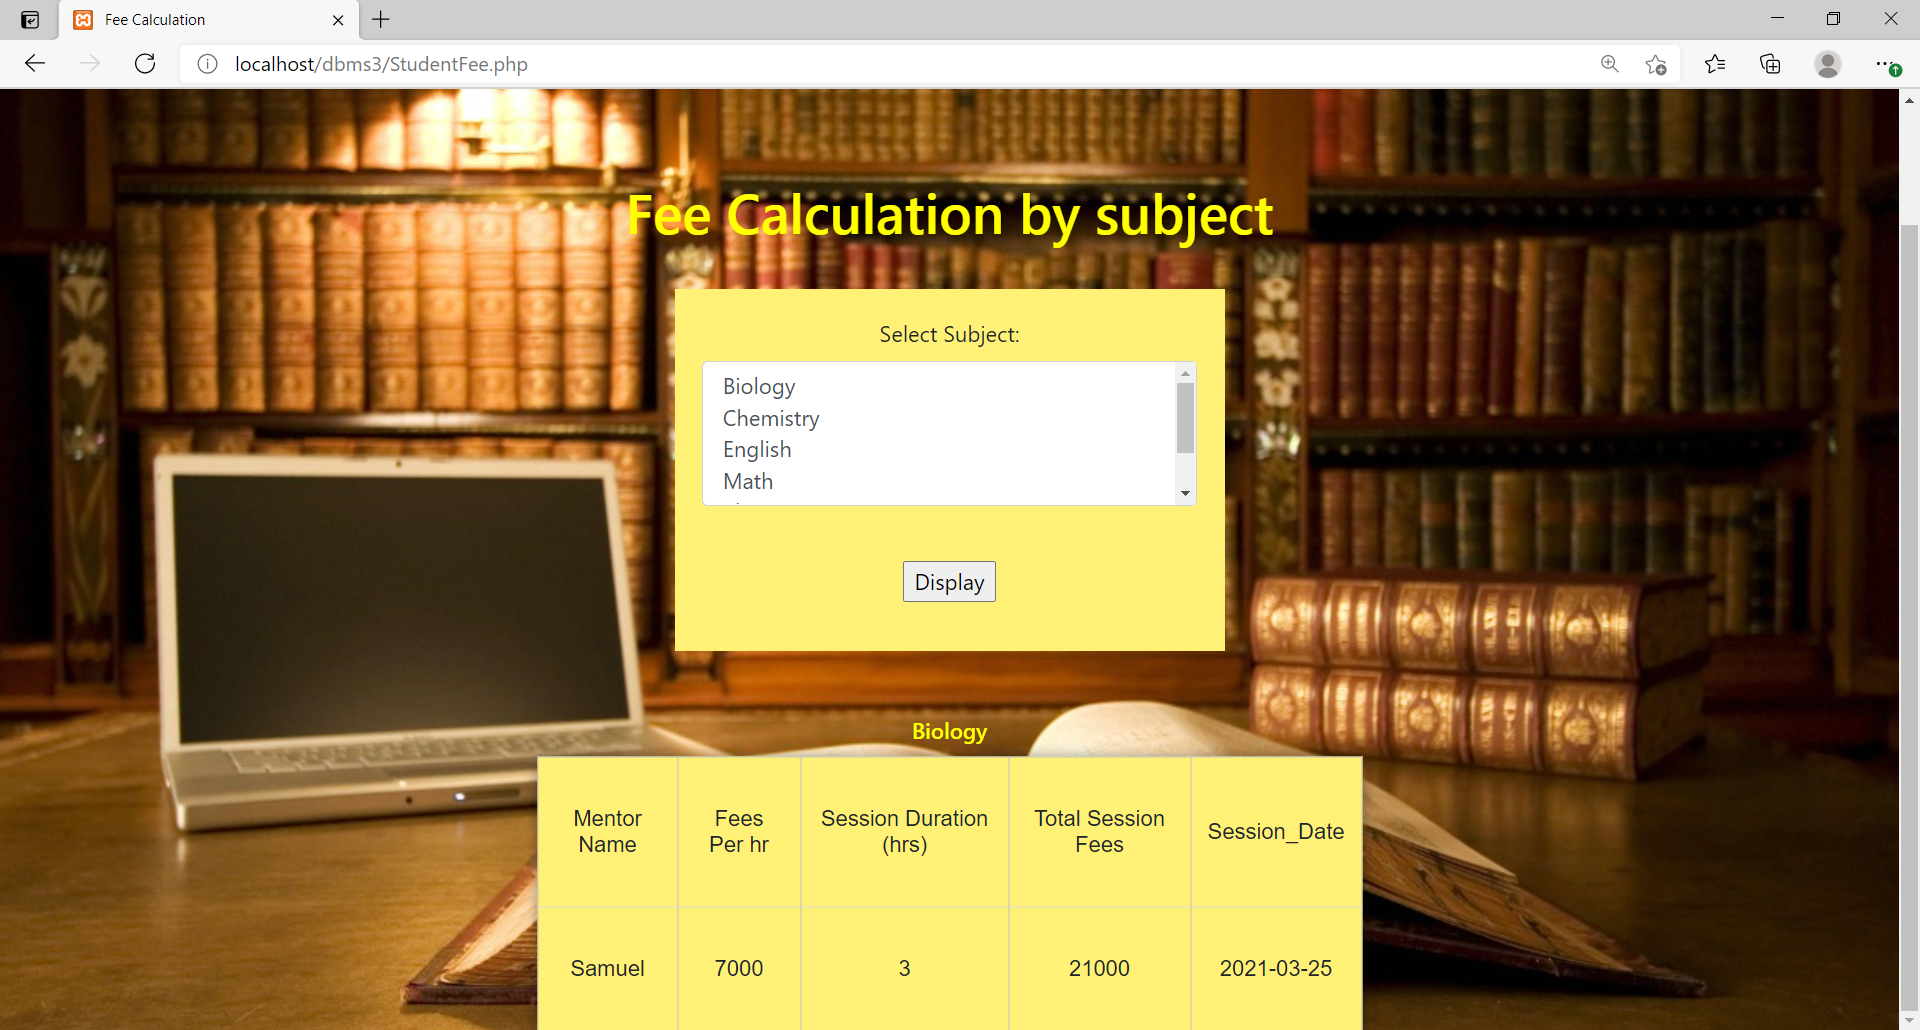 Fee Calculation
localhost/dbms3/StudentFee.php
Fee Calculation by subject
Select Subject:
Biology
Chemistry
English
Math
Display
Biology
Mentor Name
Fees Per hr
Session Duration (hrs)
Total Session Fees
Session_Date
Samuel
7000
3
21000
2021-03-25